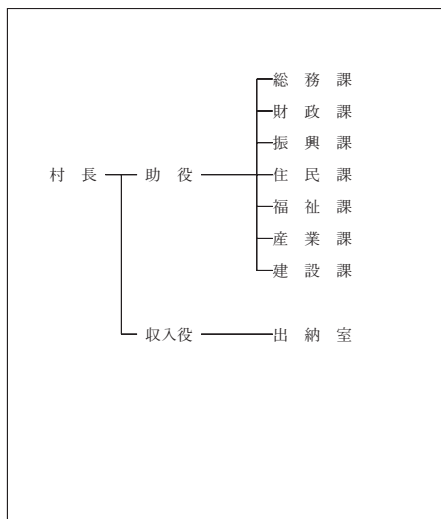 総務課
財政課
振興課
村長 助役 住民課
福祉課
産業課
建設課
収入役 出納室